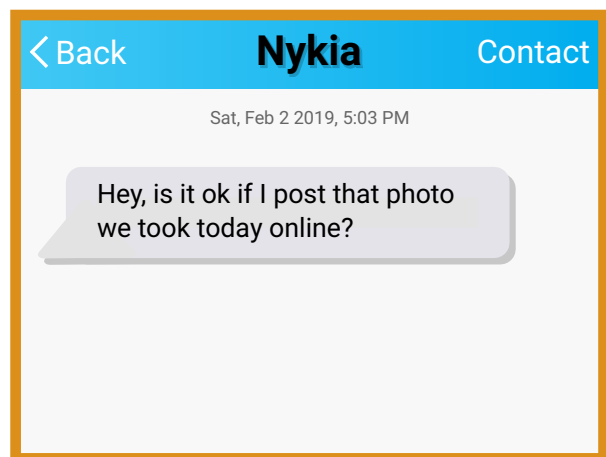 Back Nykia Contact
Sat, Feb 2 2019, 5:03 PM
Hey, is it ok if I post that photo
we took today online?